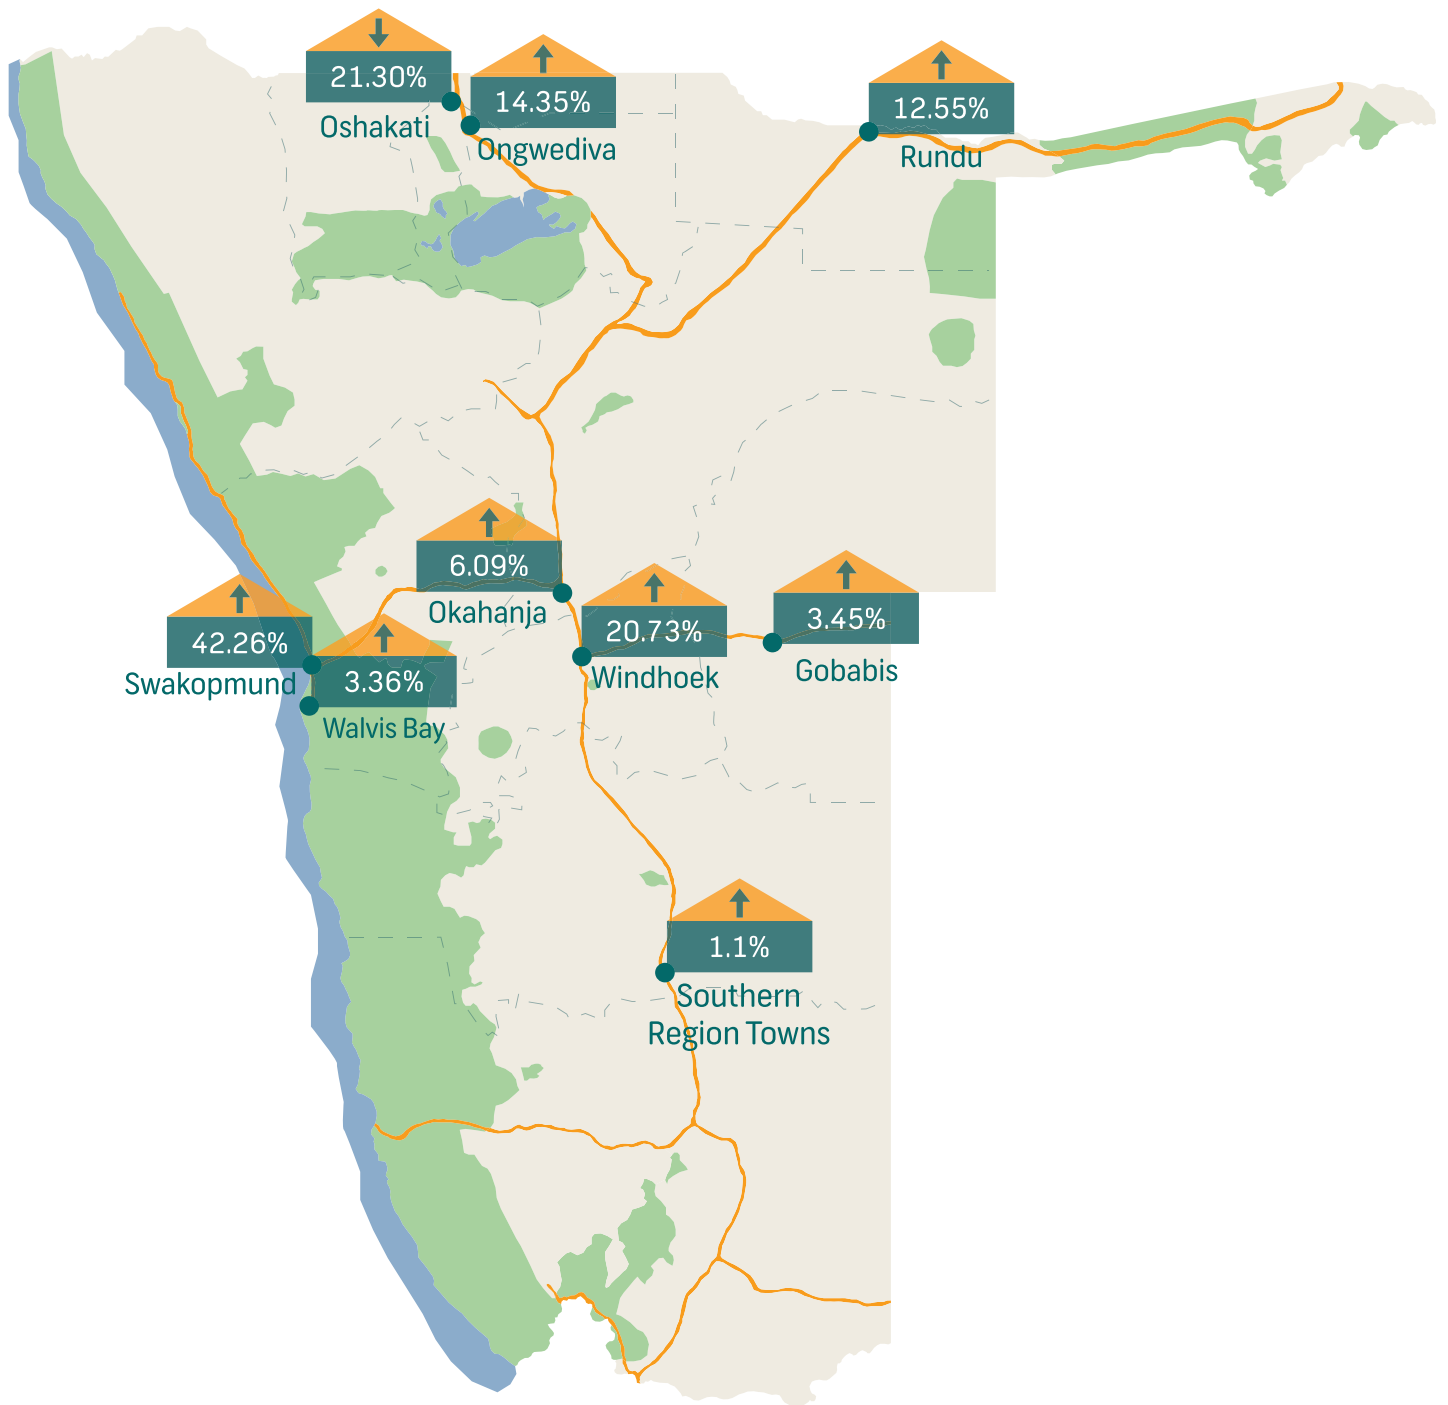 21.30%
Oshakati
14.35%
Ongwediva
12.55%
Rundu
6.09%
Okahanja
42.26%
Swakopmund
3.36%
Walvis Bay
20.73%
Windhoek
3.45%
Gobabis
1.1%
Southern
Region Towns